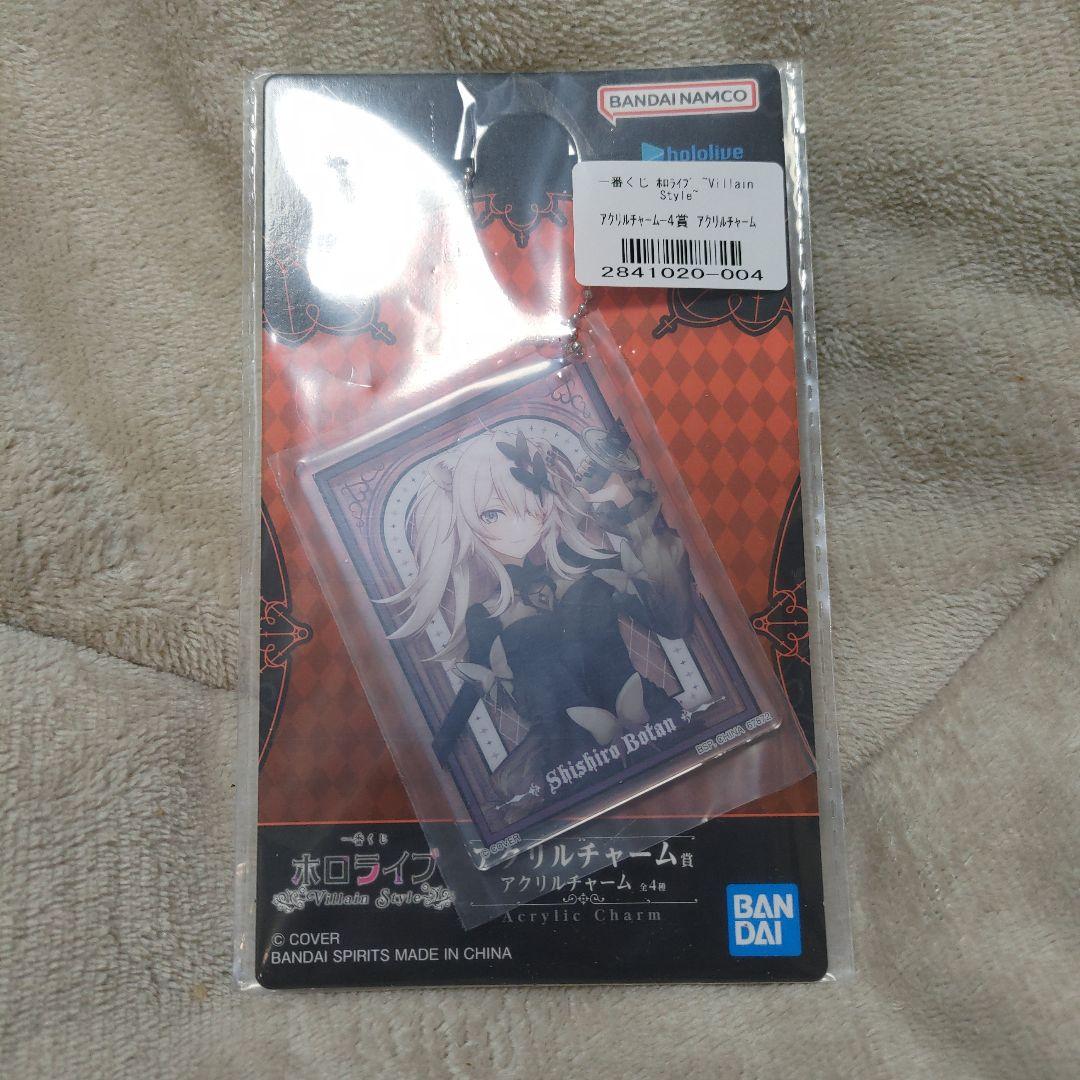 BANDAI NAMCO
hololive
一番くじ ﾎﾛﾗｲﾌﾞ ~Villain
Style~
ｱｸﾘﾙﾁｬｰﾑ-4賞 ｱｸﾘﾙﾁｬｰﾑ
2841020-004
Shishiro Botan
BSP, CHINA 67672
© COVER
一番くじ
ホロライブ
Villain Style
アクリルチャーム賞
アクリルチャーム 全4種
Acrylic Charm
© COVER
BANDAI SPIRITS MADE IN CHINA
BAN
DAI